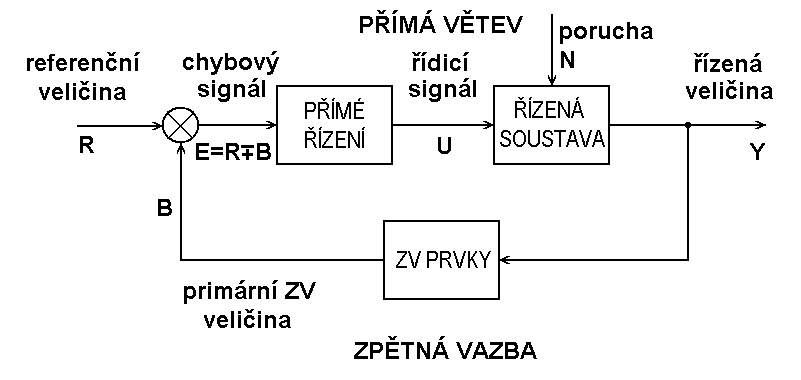 PŘÍMÁ VĚTEV
referenční
veličina
R
chybový
signál
E=R∓B
PŘÍMÉ
ŘÍZENÍ
řídicí
signál
U
porucha
N
ŘÍZENÁ
SOUSTAVA
řízená
veličina
Y
B
ZV PRVKY
primární ZV
veličina
ZPĚTNÁ VAZBA